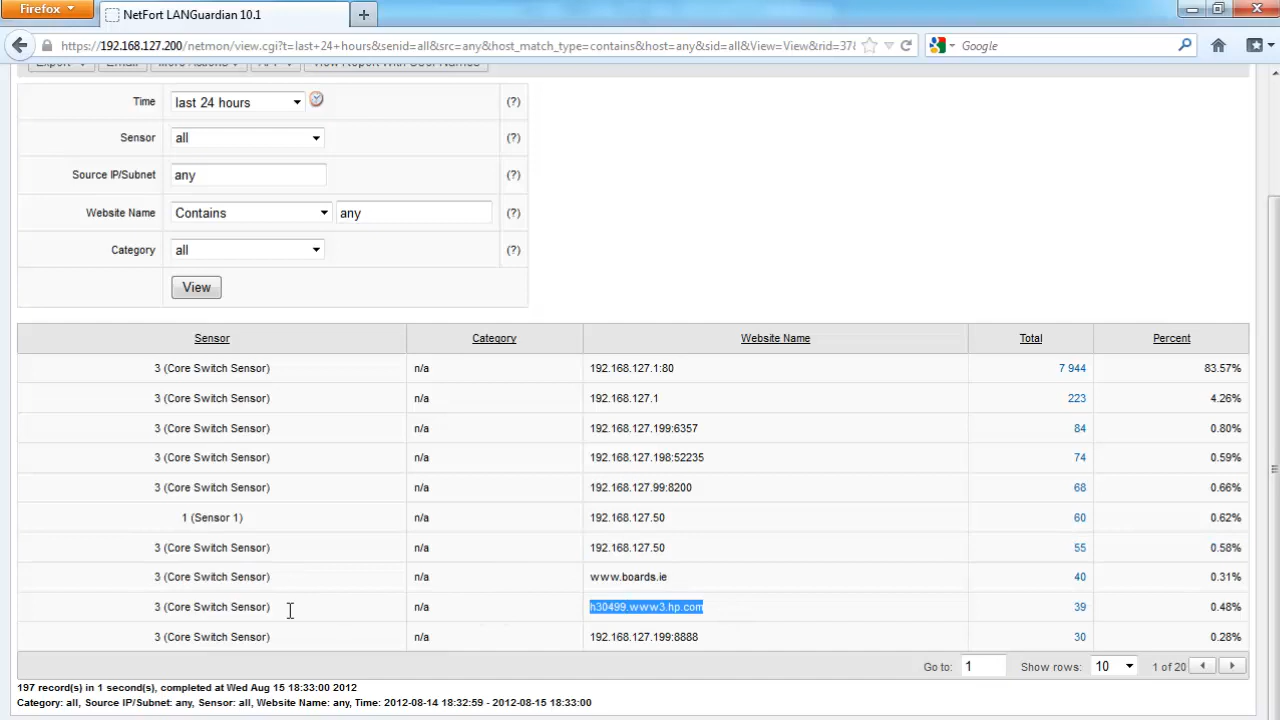 Firefox
NetFort LANGuardian 10.1
https://192.168.127.200/netmon/view.cgi?t=last+24+hours&senid=all&src=any&host_match_type=contains&host=any&sid=all&View=View&rid=37
Google
Export Email More Actions API View Report With User Names
Time last 24 hours (?)
Sensor all (?)
Source IP/Subnet any (?)
Website Name Contains any (?)
Category all (?)
View
Sensor Category Website Name Total Percent
3 (Core Switch Sensor) n/a 192.168.127.1:80 7 944 83.57%
3 (Core Switch Sensor) n/a 192.168.127.1 223 4.26%
3 (Core Switch Sensor) n/a 192.168.127.199:6357 84 0.80%
3 (Core Switch Sensor) n/a 192.168.127.198:52235 74 0.59%
3 (Core Switch Sensor) n/a 192.168.127.99:8200 68 0.66%
1 (Sensor 1) n/a 192.168.127.50 60 0.62%
3 (Core Switch Sensor) n/a 192.168.127.50 55 0.58%
3 (Core Switch Sensor) n/a www.boards.ie 40 0.31%
3 (Core Switch Sensor) n/a h30499.www3.hp.com 39 0.48%
3 (Core Switch Sensor) n/a 192.168.127.199:8888 30 0.28%
Go to: 1 Show rows: 10 1 of 20
197 record(s) in 1 second(s), completed at Wed Aug 15 18:33:00 2012
Category: all, Source IP/Subnet: any, Sensor: all, Website Name: any, Time: 2012-08-14 18:32:59 - 2012-08-15 18:33:00